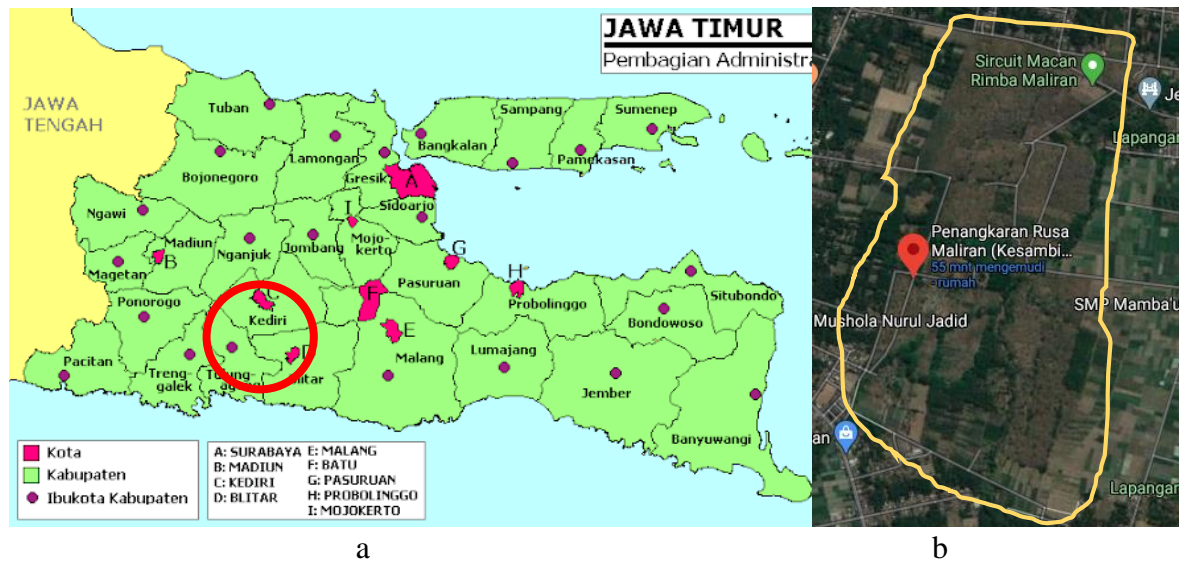 JAWA TIMUR
Pembagian Administra
JAWA
TENGAH
Tuban
Sampang
Sumenep
Bangkalan
Pamekasan
Lamongan
Bojonegoro
Gresik
A
Sidoarjo
I
Ngawi
Madiun
B
Nganjuk
Jombang
Mojo-
kerto
G
Magetan
Pasuruan
H
Probolinggo
Situbondo
Ponorogo
C
F
Kediri
E
Bondowoso
Pacitan
Treng-
galek
Tulung-
agung
D
Blitar
Malang
Lumajang
Jember
Banyuwangi
Kota
Kabupaten
Ibukota Kabupaten
A: SURABAYA E: MALANG
B: MADIUN F: BATU
C: KEDIRI G: PASURUAN
D: BLITAR H: PROBOLINGGO
I: MOJOKERTO
Sircuit Macan
Rimba Maliran
Je
Lapangan
Penangkaran Rusa
Maliran (Kesambi...
55 mnt mengemudi
-rumah
SMP Mamba'u
Mushola Nurul Jadid
an
Lapangan
a
b